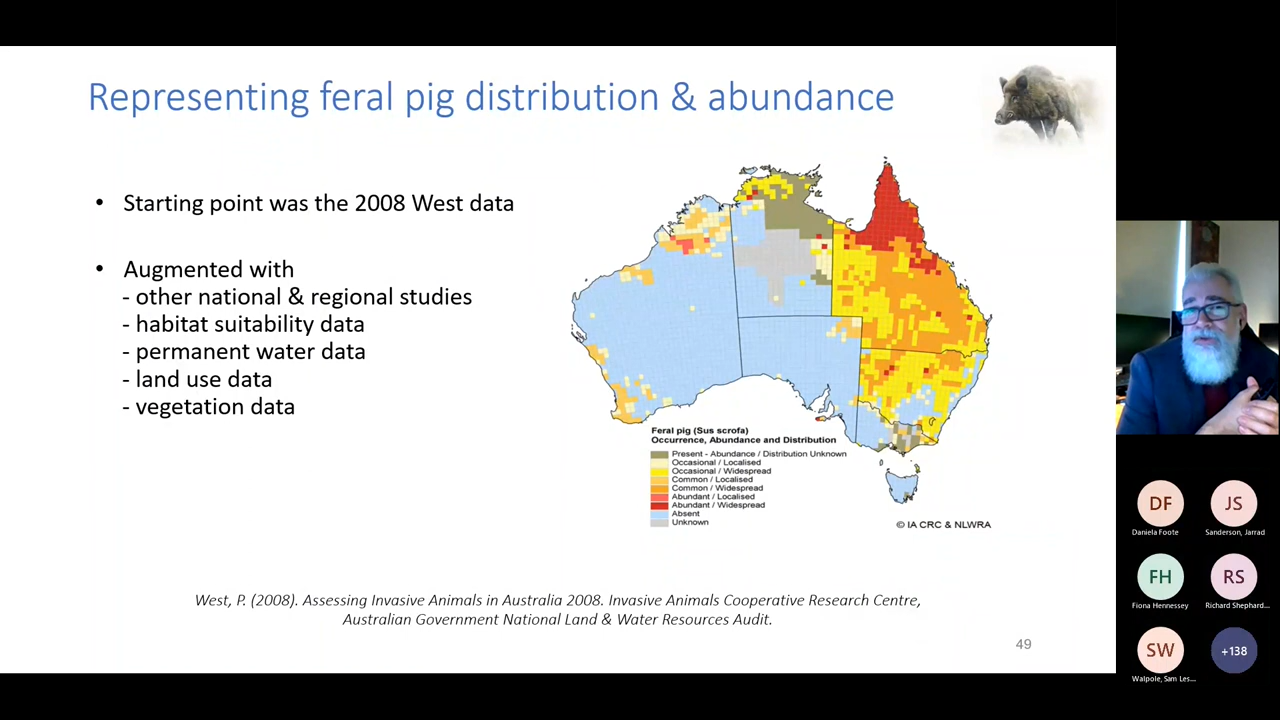 Representing feral pig distribution & abundance
• Starting point was the 2008 West data
• Augmented with
- other national & regional studies
- habitat suitability data
- permanent water data
- land use data
- vegetation data
Feral pig (Sus scrofa)
Occurrence, Abundance and Distribution
Present - Abundance / Distribution Unknown
Occasional / Localised
Occasional / Widespread
Common / Localised
Common / Widespread
Abundant / Localised
Abundant / Widespread
Absent
Unknown
© IA CRC & NLWRA
West, P. (2008). Assessing Invasive Animals in Australia 2008. Invasive Animals Cooperative Research Centre,
Australian Government National Land & Water Resources Audit.
49
DF
Daniela Foote
JS
Sanderson, Jarrad
FH
Fiona Hennessey
RS
Richard Shephard...
SW
Walpole, Sam Les...
+138